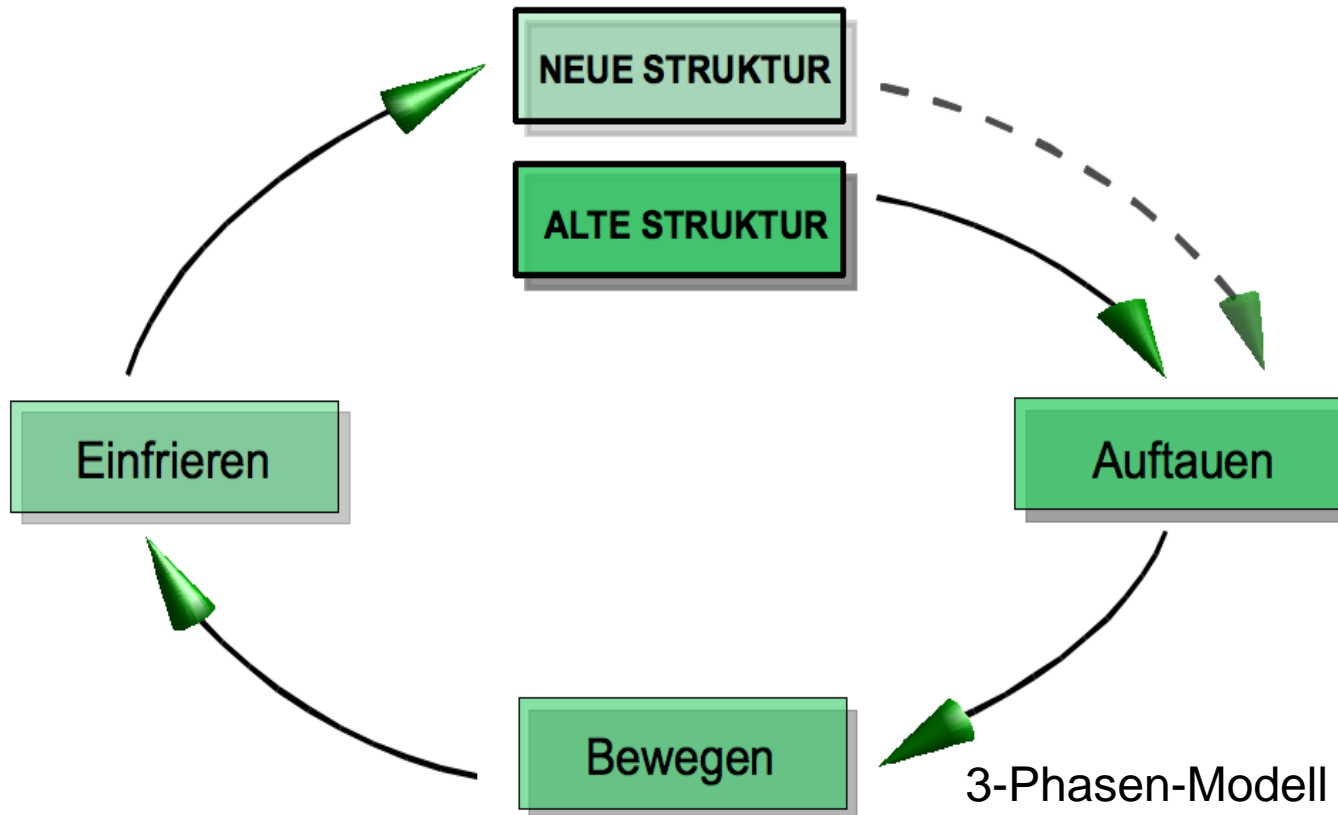 NEUE STRUKTUR
ALTE STRUKTUR
Einfrieren
Auftauen
Bewegen
3-Phasen-Modell